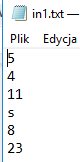 in1.txt —
Plik Edycja
5
4
11
s
8
23